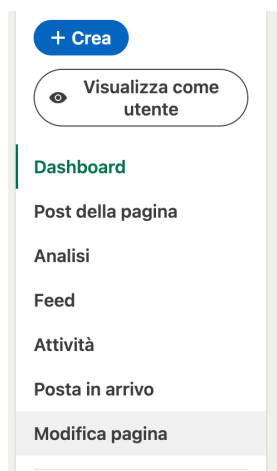 + Crea
Visualizza come
utente
Dashboard
Post della pagina
Analisi
Feed
Attività
Posta in arrivo
Modifica pagina